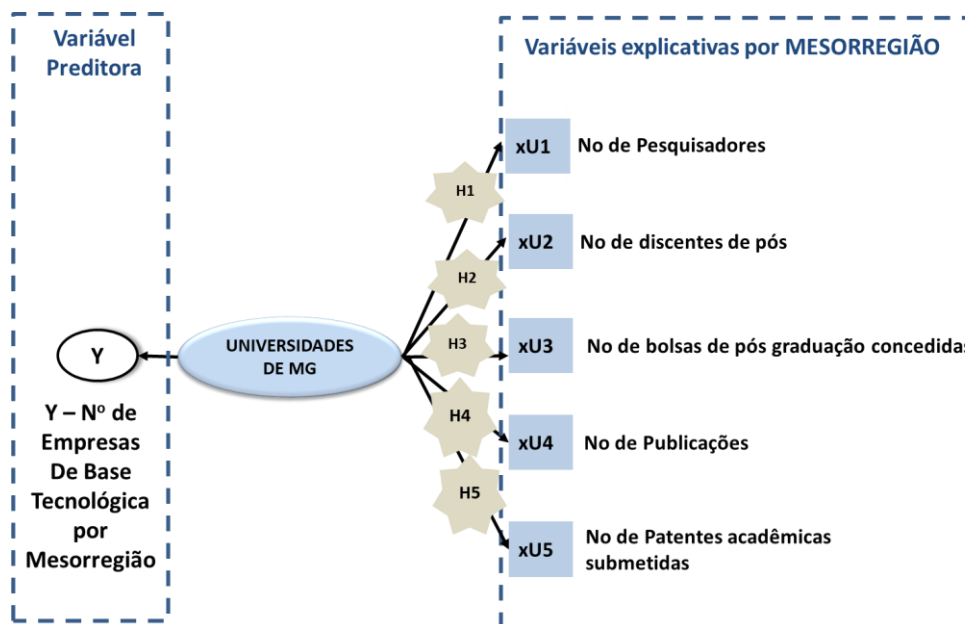 Variável
Preditora
Variáveis explicativas por MESORREGIÃO
xU1
No de Pesquisadores
H1
xU2
No de discentes de pós
H2
UNIVERSIDADES
DE MG
H3
xU3
No de bolsas de pós graduação concedidas
Y
Y – Nº de
Empresas
De Base
Tecnológica
por
Mesorregião
H4
xU4
No de Publicações
H5
xU5
No de Patentes acadêmicas
submetidas